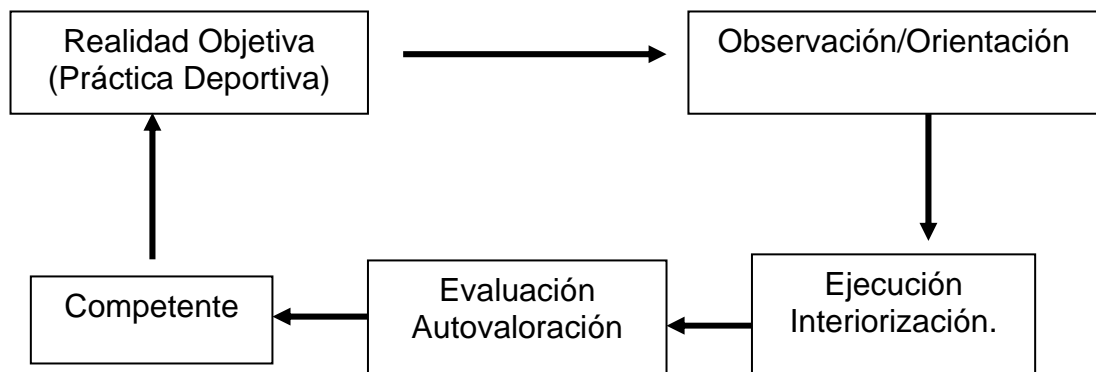 Realidad Objetiva
(Práctica Deportiva)
Observación/Orientación
Ejecución
Interiorización.
Evaluación
Autovaloración
Competente